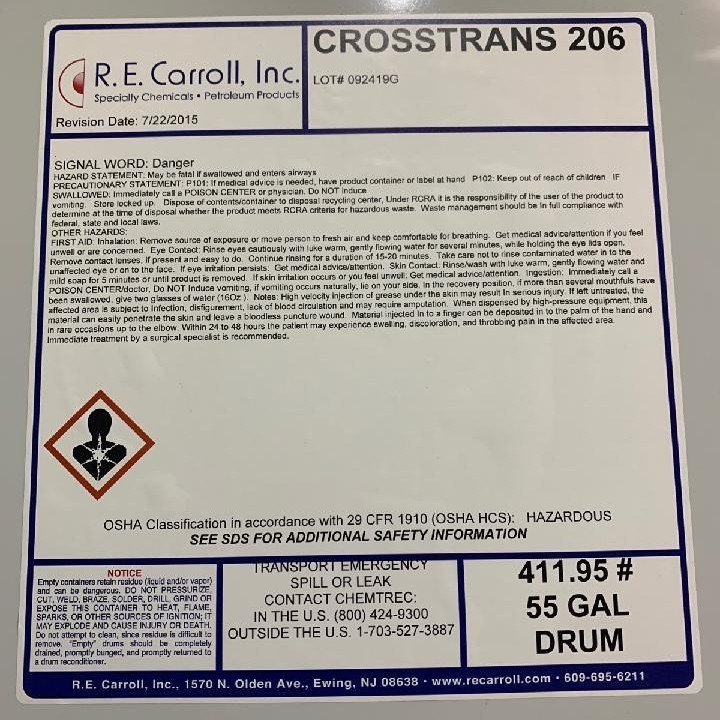 R.E. Carroll, Inc.
Specialty Chemicals • Petroleum Products
Revision Date: 7/22/2015
CROSSTRANS 206
LOT# 092419G
SIGNAL WORD: Danger
HAZARD STATEMENT: May be fatal if swallowed and enters airways
PRECAUTIONARY STATEMENT: P101: If medical advice is needed, have product container or label at hand P102: Keep out of reach of children IF
SWALLOWED: Immediately call a POISON CENTER or physician. Do NOT induce
vomiting. Store locked up. Dispose of contents/container to disposal recycling center, Under RCRA it is the responsibility of the user of the product to
determine at the time of disposal whether the product meets RCRA criteria for hazardous waste. Waste management should be in full compliance with
federal, state and local laws.
OTHER HAZARDS:
FIRST AID: Inhalation: Remove source of exposure or move person to fresh air and keep comfortable for breathing. Get medical advice/attention if you feel
unwell or are concerned. Eye Contact: Rinse eyes cautiously with luke warm, gently flowing water for several minutes, while holding the eye lids open.
Remove contact lenses, if present and easy to do. Continue rinsing for a duration of 15-20 minutes. Take care not to rinse contaminated water in to the
unaffected eye or on to the face. If eye irritation persists: Get medical advice/attention. Skin Contact: Rinse/wash with luke warm, gently flowing water and
mild soap for 5 minutes or until product is removed. If skin irritation occurs or you feel unwell: Get medical advice/attention. Ingestion: Immediately call a
POISON CENTER/doctor, Do NOT Induce vomiting, if vomiting occurs naturally, lie on your side, in the recovery position, if more than several mouthfuls have
been swallowed, give two glasses of water (16Oz.). Notes: High velocity injection of grease under the skin may result in serious injury. If left untreated, the
affected area is subject to infection, disfigurement, lack of blood circulation and may require amputation. When dispensed by high-pressure equipment, this
material can easily penetrate the skin and leave a bloodless puncture wound. Material injected in to a finger can be deposited in to the palm of the hand and
in rare occasions up to the elbow. Within 24 to 48 hours the patient may experience swelling, discoloration, and throbbing pain in the affected area.
Immediate treatment by a surgical specialist is recommended.
OSHA Classification in accordance with 29 CFR 1910 (OSHA HCS): HAZARDOUS
SEE SDS FOR ADDITIONAL SAFETY INFORMATION
NOTICE
Empty containers retain residue (liquid and/or vapor)
and can be dangerous. DO NOT PRESSURIZE,
CUT, WELD, BRAZE, SOLDER, DRILL, GRIND OR
EXPOSE THIS CONTAINER TO HEAT, FLAME,
SPARKS, OR OTHER SOURCES OF IGNITION; IT
MAY EXPLODE AND CAUSE INJURY OR DEATH.
Do not attempt to clean, since residue is difficult to
remove. "Empty" drums should be completely
drained, promptly bunged, and promptly returned to
a drum reconditioner.
TRANSPORT EMERGENCY
SPILL OR LEAK
CONTACT CHEMTREC:
IN THE U.S. (800) 424-9300
OUTSIDE THE U.S. 1-703-527-3887
411.95 #
55 GAL
DRUM
R.E. Carroll, Inc., 1570 N. Olden Ave., Ewing, NJ 08638 • www.recarroll.com • 609-695-6211